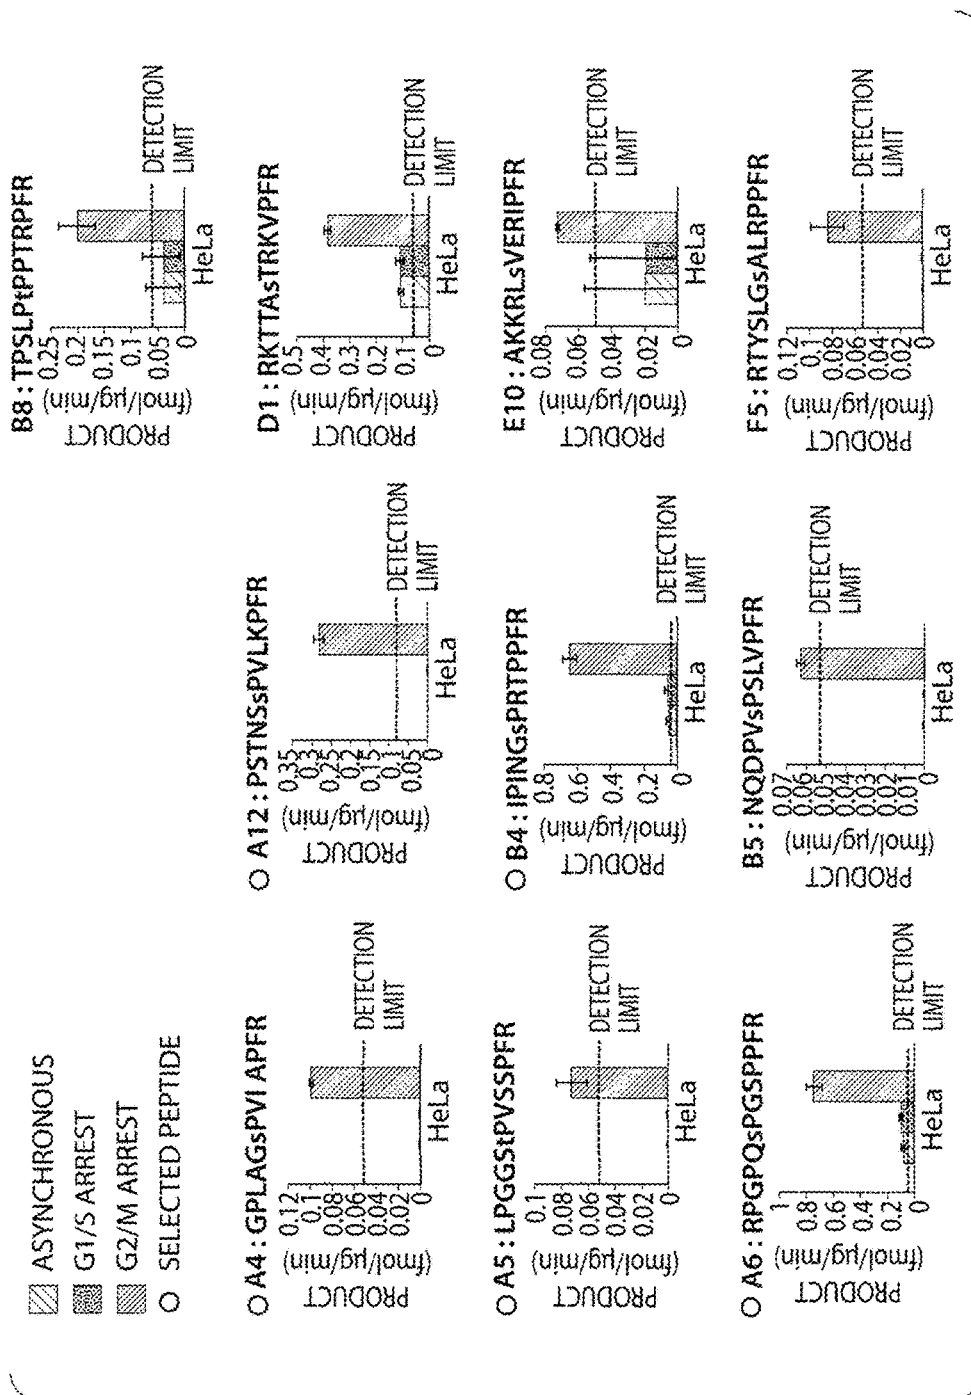 ASYNCHRONOUS
G1/S ARREST
G2/M ARREST
SELECTED PEPTIDE
B8 : TPSLPtPPTRPFR
0.25
0.2
0.15
0.1
0.05
0
PRODUCT
(fmol/µg/min)
DETECTION
LIMIT
HeLa
A4 : GPLAGsPVI APFR
0.12
0.1
0.08
0.06
0.04
0.02
0
PRODUCT
(fmol/µg/min)
DETECTION
LIMIT
HeLa
A12 : PSTNSsPVLKPFR
0.35
0.3
0.25
0.2
0.15
0.1
0.05
0
PRODUCT
(fmol/µg/min)
DETECTION
LIMIT
HeLa
D1 : RKTTAsTRKVPFR
0.5
0.4
0.3
0.2
0.1
0
PRODUCT
(fmol/µg/min)
DETECTION
LIMIT
HeLa
A5 : LPGGStPVSSPFR
0.1
0.08
0.06
0.04
0.02
0
PRODUCT
(fmol/µg/min)
DETECTION
LIMIT
HeLa
B4 : IPINGsPRTPPFR
0.8
0.6
0.4
0.2
0
PRODUCT
(fmol/µg/min)
DETECTION
LIMIT
HeLa
E10 : AKKRLsVERIPFR
0.08
0.06
0.04
0.02
0
PRODUCT
(fmol/µg/min)
DETECTION
LIMIT
HeLa
A6 : RPGPQsPGSPPFR
1
0.8
0.6
0.4
0.2
0
PRODUCT
(fmol/µg/min)
DETECTION
LIMIT
HeLa
B5 : NQDPVsPSLVPFR
0.07
0.06
0.05
0.04
0.03
0.02
0.01
0
PRODUCT
(fmol/µg/min)
DETECTION
LIMIT
HeLa
F5 : RTYSLGsALRPPFR
0.12
0.1
0.08
0.06
0.04
0.02
0
PRODUCT
(fmol/µg/min)
DETECTION
LIMIT
HeLa